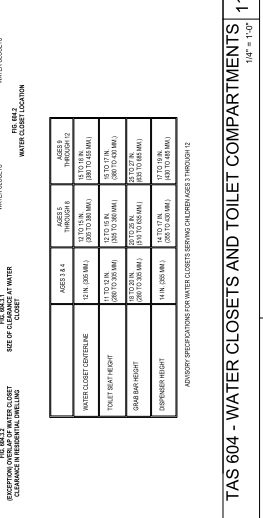 FIG. 604.3.2
(EXCEPTION) OVERLAP OF WATER CLOSET
CLEARANCE IN RESIDENTIAL DWELLING
FIG. 604.3.1
SIZE OF CLEARANCE AT WATER
CLOSET
FIG. 604.2
WATER CLOSET LOCATION
AGES 3 & 4
AGES 5
THROUGH 8
AGES 9
THROUGH 12
WATER CLOSET CENTERLINE
12 IN. (305 MM.)
12 TO 15 IN.
(305 TO 380 MM.)
15 TO 18 IN.
(380 TO 455 MM.)
TOILET SEAT HEIGHT
11 TO 12 IN.
(280 TO 305 MM)
12 TO 15 IN.
(305 TO 380 MM.)
15 TO 17 IN.
(380 TO 430 MM.)
GRAB BAR HEIGHT
18 TO 20 IN.
20 TO 25 IN.
(510 TO 635 MM.)
25 TO 27 IN.
(635 TO 685 MM.)
DISPENSER HEIGHT
14 IN. (355 MM.)
14 TO 17 IN.
(355 TO 430 MM.)
17 TO 19 IN.
(430 TO 485 MM.)
ADVISORY SPECIFICATIONS FOR WATER CLOSETS SERVING CHILDREN AGES 3 THROUGH 12
TAS 604 - WATER CLOSETS AND TOILET COMPARTMENTS
1/4" = 1'-0"